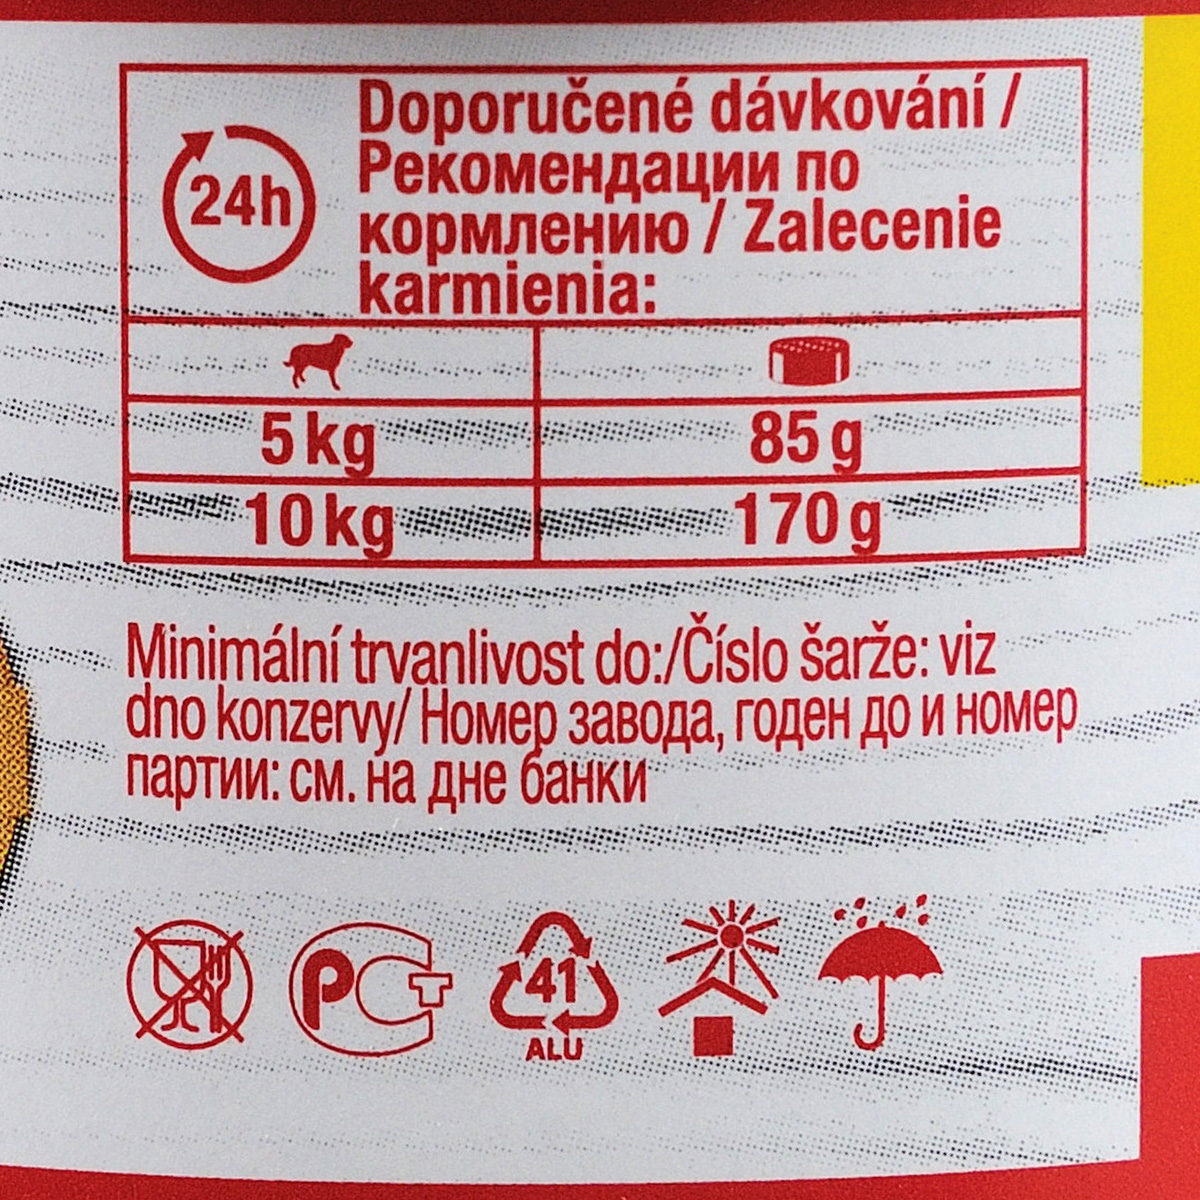 24h
Doporučené dávkování /
Рекомендации по
кормлению / Zalecenie
karmienia:
5 kg 85 g
10 kg 170 g
Minimální trvanlivost do:/Číslo šarže: viz
dno konzervy/ Номер завода, годен до и номер
партии: см. на дне банки
РСТ 41
ALU